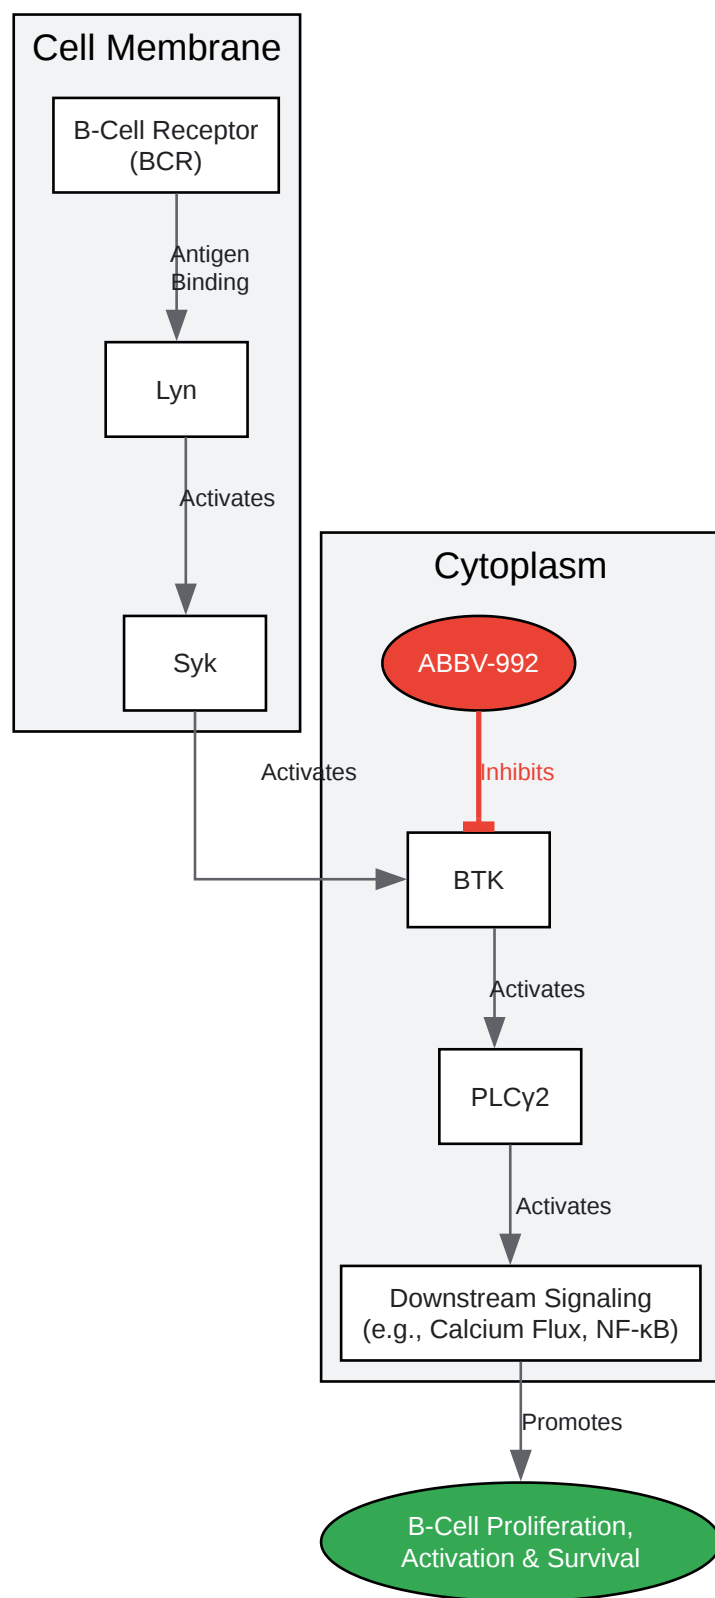 Cell Membrane
B-Cell Receptor
(BCR)
Antigen
Binding
Lyn
Activates
Syk
Activates
Cytoplasm
ABBV-992
Inhibits
BTK
Activates
PLCγ2
Activates
Downstream Signaling
(e.g., Calcium Flux, NF-κB)
Promotes
B-Cell Proliferation,
Activation & Survival